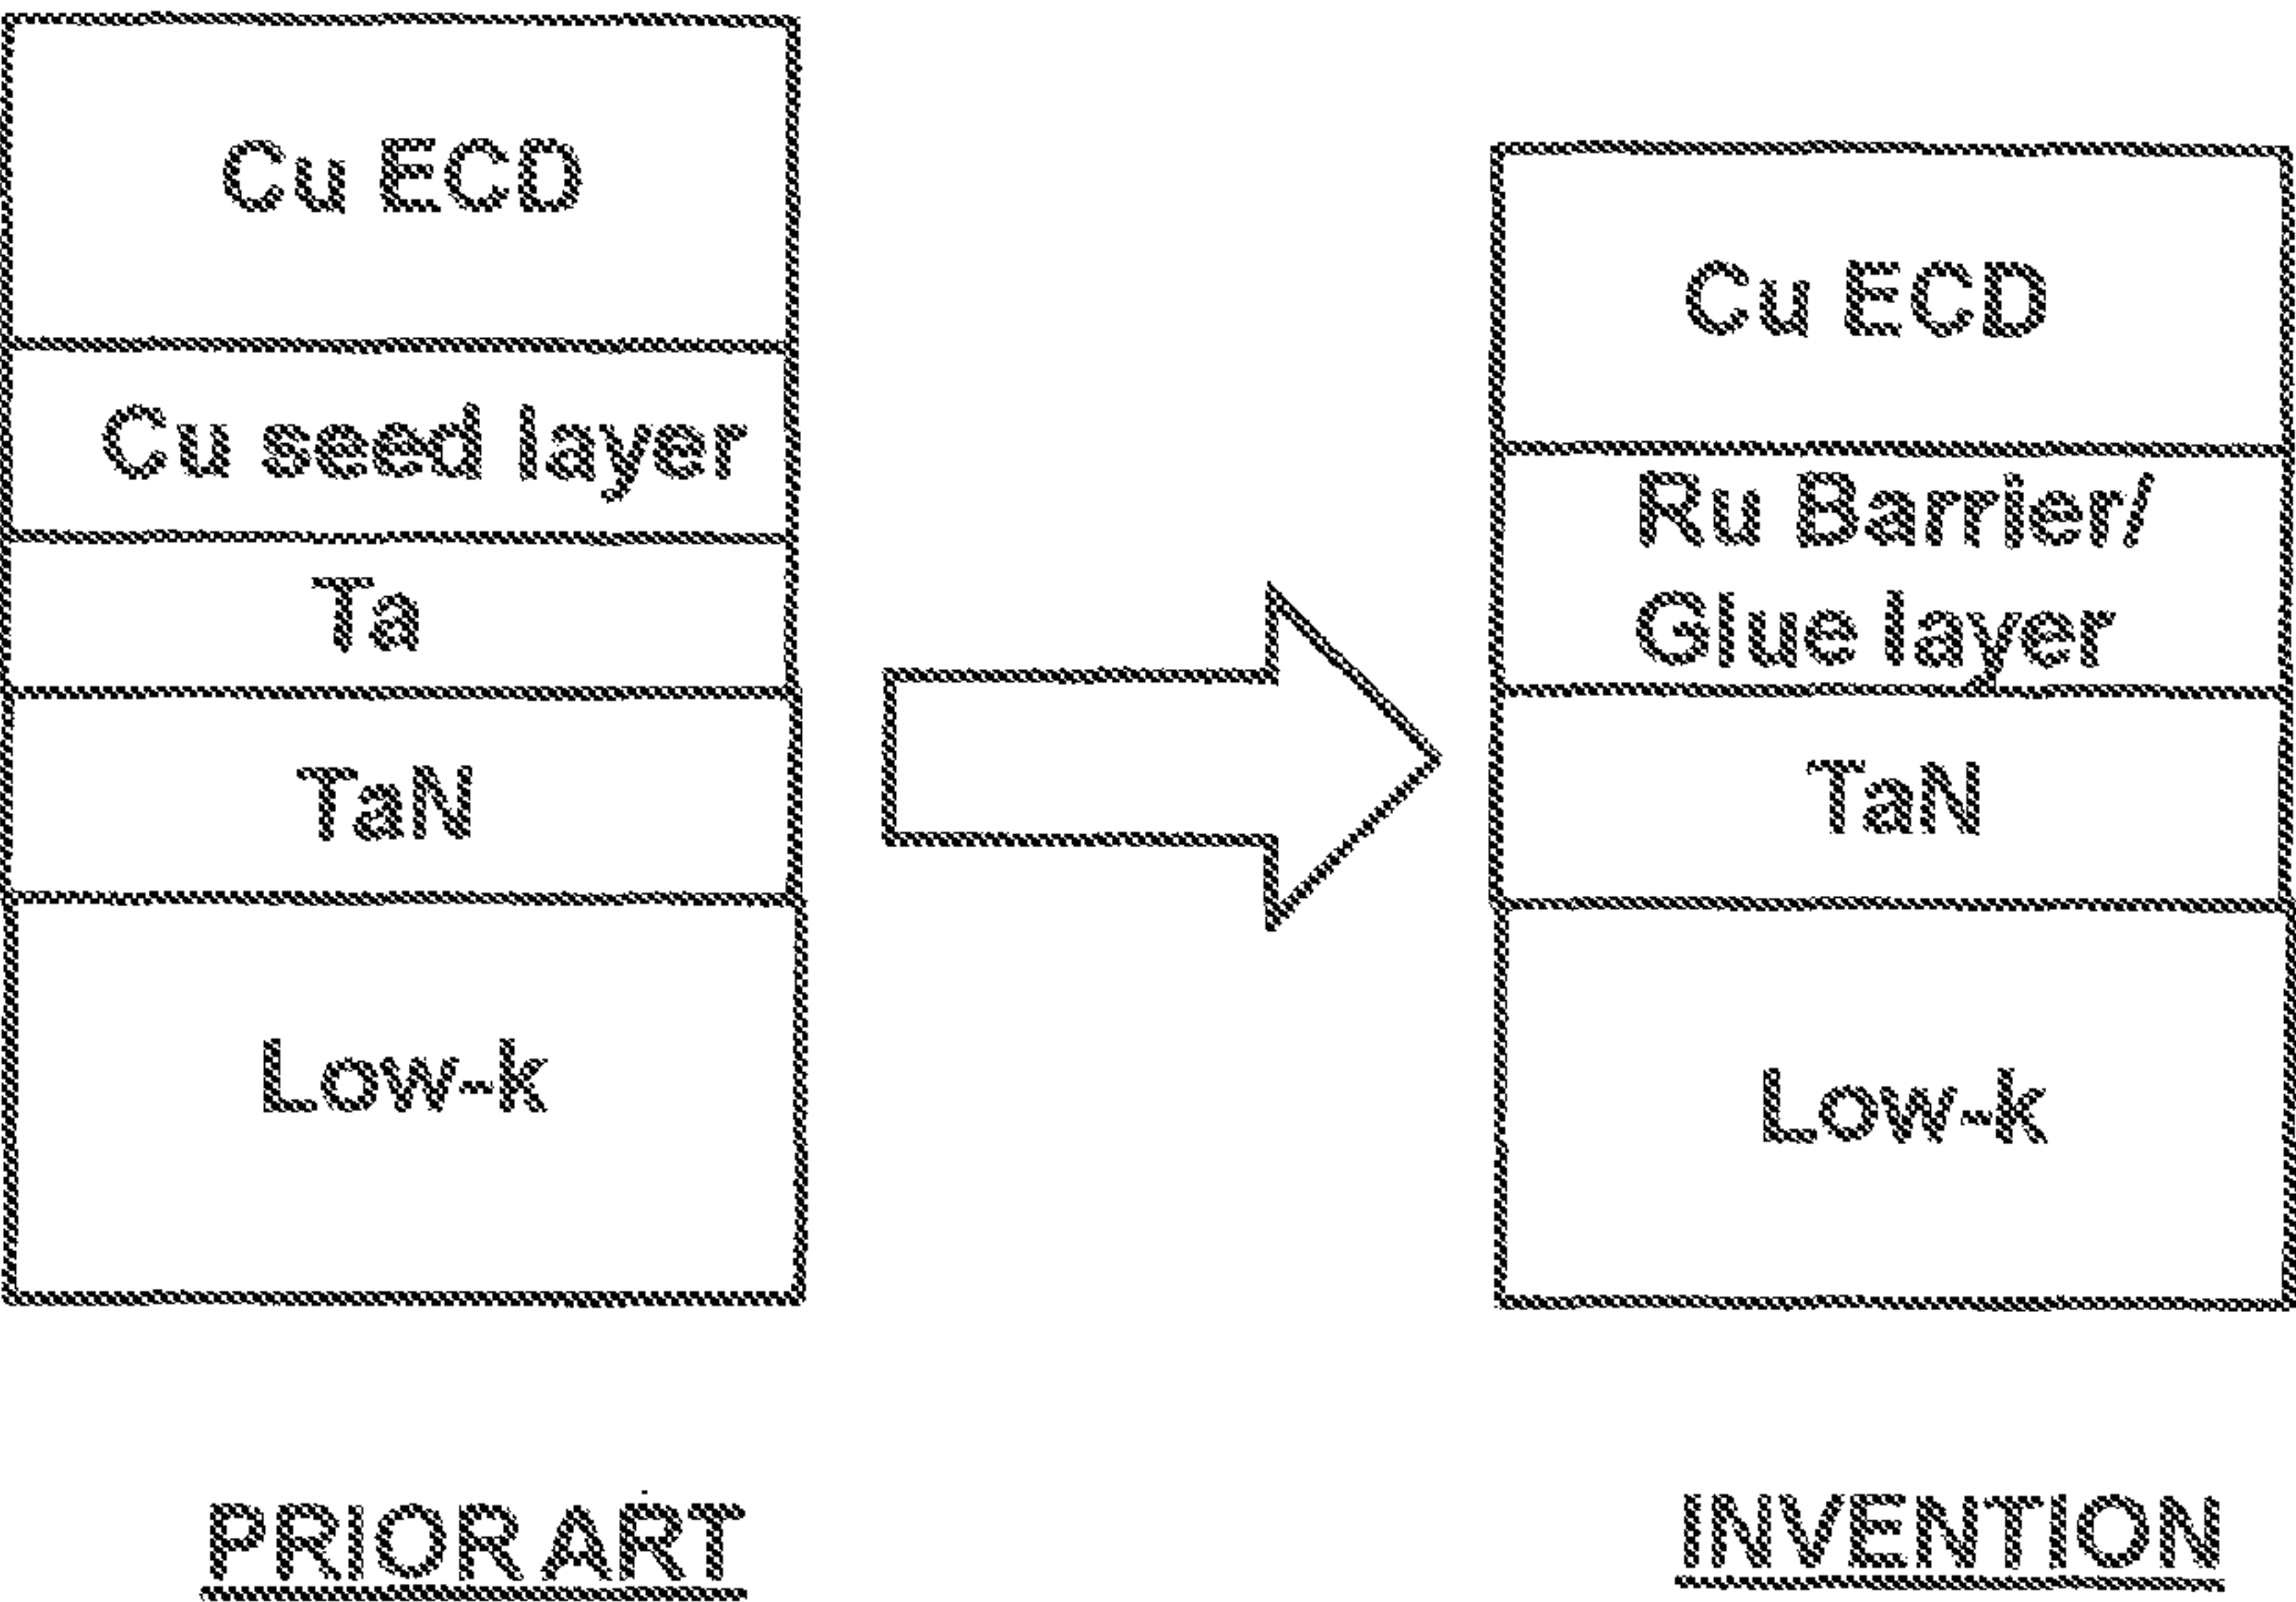 Cu ECD
Cu seed layer
Ta
TaN
Low-k
PRIOR ART
Cu ECD
Ru Barrier/
Glue layer
TaN
Low-k
INVENTION